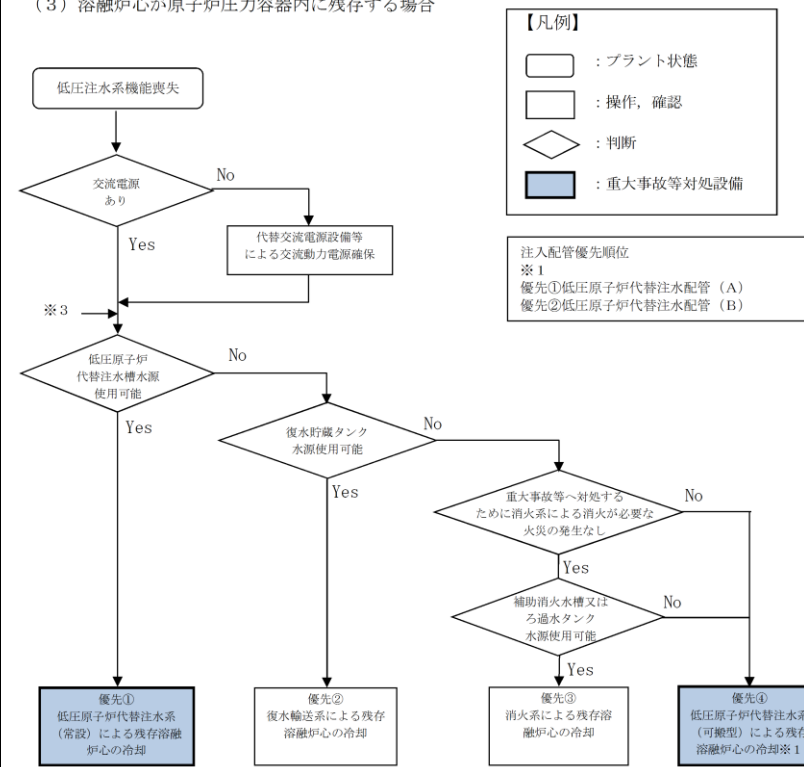 （３）溶融炉心が原子炉圧力容器内に残存する場合
【凡例】
：プラント状態
：操作，確認
：判断
：重大事故等対処設備
注入配管優先順位
※１
優先①低圧原子炉代替注水配管（A）
優先②低圧原子炉代替注水配管（B）
低圧注水系機能喪失
交流電源
あり
No
Yes
代替交流電源設備等
による交流動力電源確保
※３
低圧原子炉
代替注水槽水源
使用可能
No
Yes
復水貯蔵タンク
水源使用可能
No
Yes
重大事故等へ対処する
ために消火系による消火が必要な
火災の発生なし
No
Yes
補助消火水槽又は
ろ過水タンク
水源使用可能
No
Yes
優先①
低圧原子炉代替注水系
（常設）による残存溶融
炉心の冷却
優先②
復水輸送系による残存
溶融炉心の冷却
優先③
消火系による残存溶
融炉心の冷却
優先④
低圧原子炉代替注水系
（可搬型）による残存
溶融炉心の冷却※１